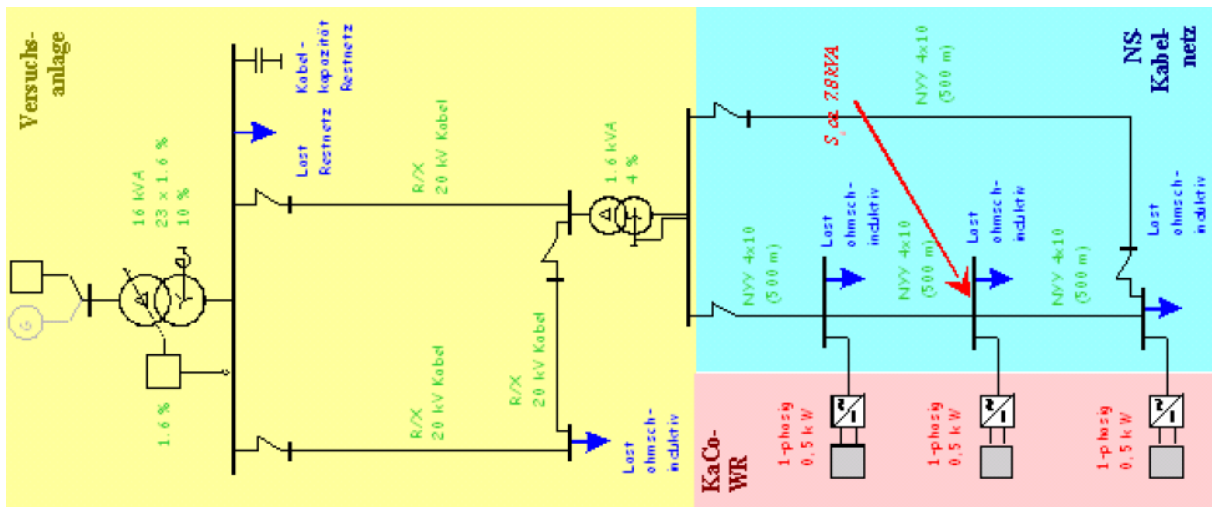 Versuchs-
anlage
16 kVA
23 x 1.6 %
10 %
G
1.6 %
Last
Restnetz
Kabel-
kapazität
Restnetz
R/X
20 kV Kabel
R/X
20 kV Kabel
R/X
20 kV Kabel
Last
ohmsch-
induktiv
1.6 kVA
4 %
NS-
Kabel-
netz
NYY 4x10
(500 m)
NYY 4x10
(500 m)
NYY 4x10
(500 m)
NYY 4x10
(500 m)
ca. 7.8 kVA
Last
ohmsch-
induktiv
Last
ohmsch-
induktiv
Last
ohmsch-
induktiv
KaCo-
WR
1-phasig
0,5 kW
1-phasig
0,5 kW
1-phasig
0,5 kW